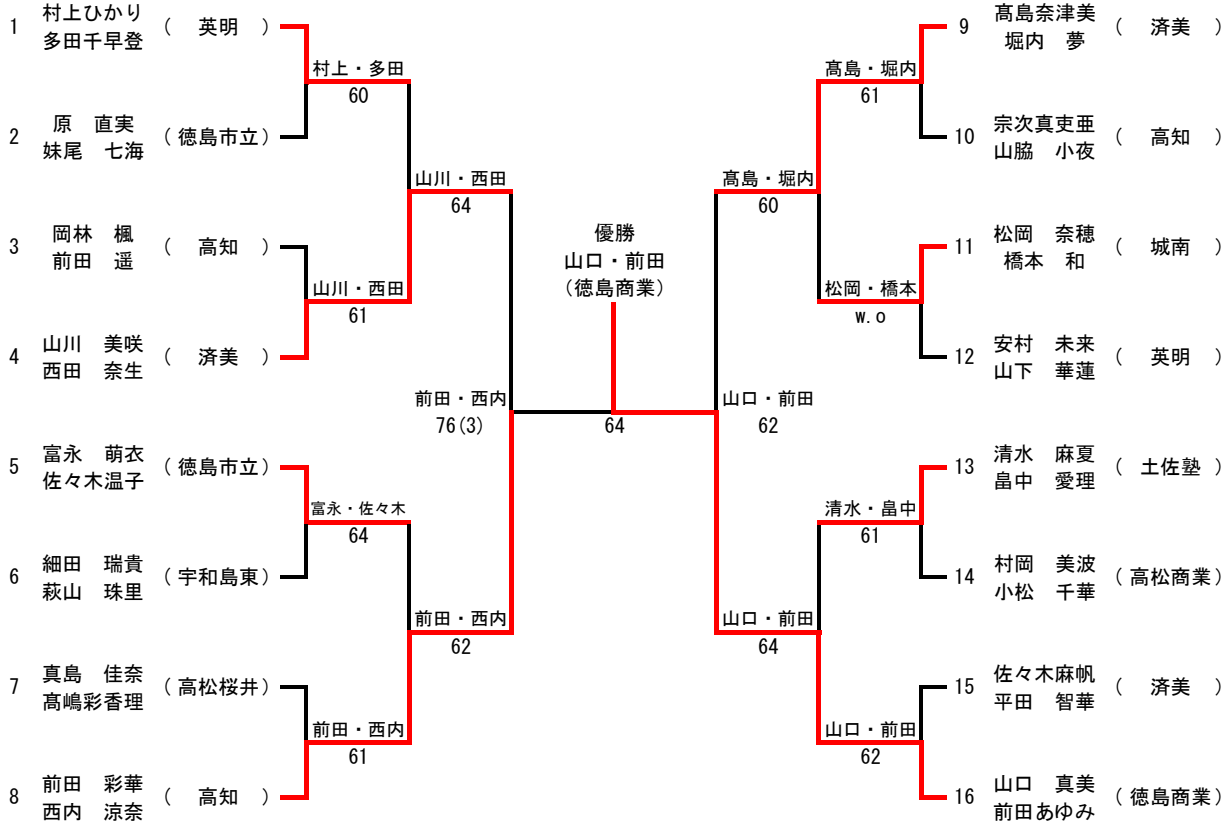 1 村上ひかり 多田千早登 ( 英明 )
2 原 直実 妹尾 七海 ( 徳島市立 )
3 岡林 楓 前田 遥 ( 高知 )
4 山川 美咲 西田 奈生 ( 済美 )
5 富永 萌衣 佐々木温子 ( 徳島市立 )
6 細田 瑞貴 萩山 珠里 ( 宇和島東 )
7 真島 佳奈 髙嶋彩香理 ( 高松桜井 )
8 前田 彩華 西内 涼奈 ( 高知 )
村上・多田
60
山川・西田
61
富永・佐々木
64
前田・西内
61
山川・西田
64
前田・西内
62
前田・西内
76(3)
優勝
山口・前田
(徳島商業)
64
山口・前田
62
髙島・堀内
60
山口・前田
64
髙島・堀内
61
松岡・橋本
w.o
清水・畠中
61
山口・前田
62
9 髙島奈津美 堀内 夢 ( 済美 )
10 宗次真吏亜 山脇 小夜 ( 高知 )
11 松岡 奈穂 橋本 和 ( 城南 )
12 安村 未来 山下 華蓮 ( 英明 )
13 清水 麻夏 畠中 愛理 ( 土佐塾 )
14 村岡 美波 小松 千華 ( 高松商業 )
15 佐々木麻帆 平田 智華 ( 済美 )
16 山口 真美 前田あゆみ ( 徳島商業 )